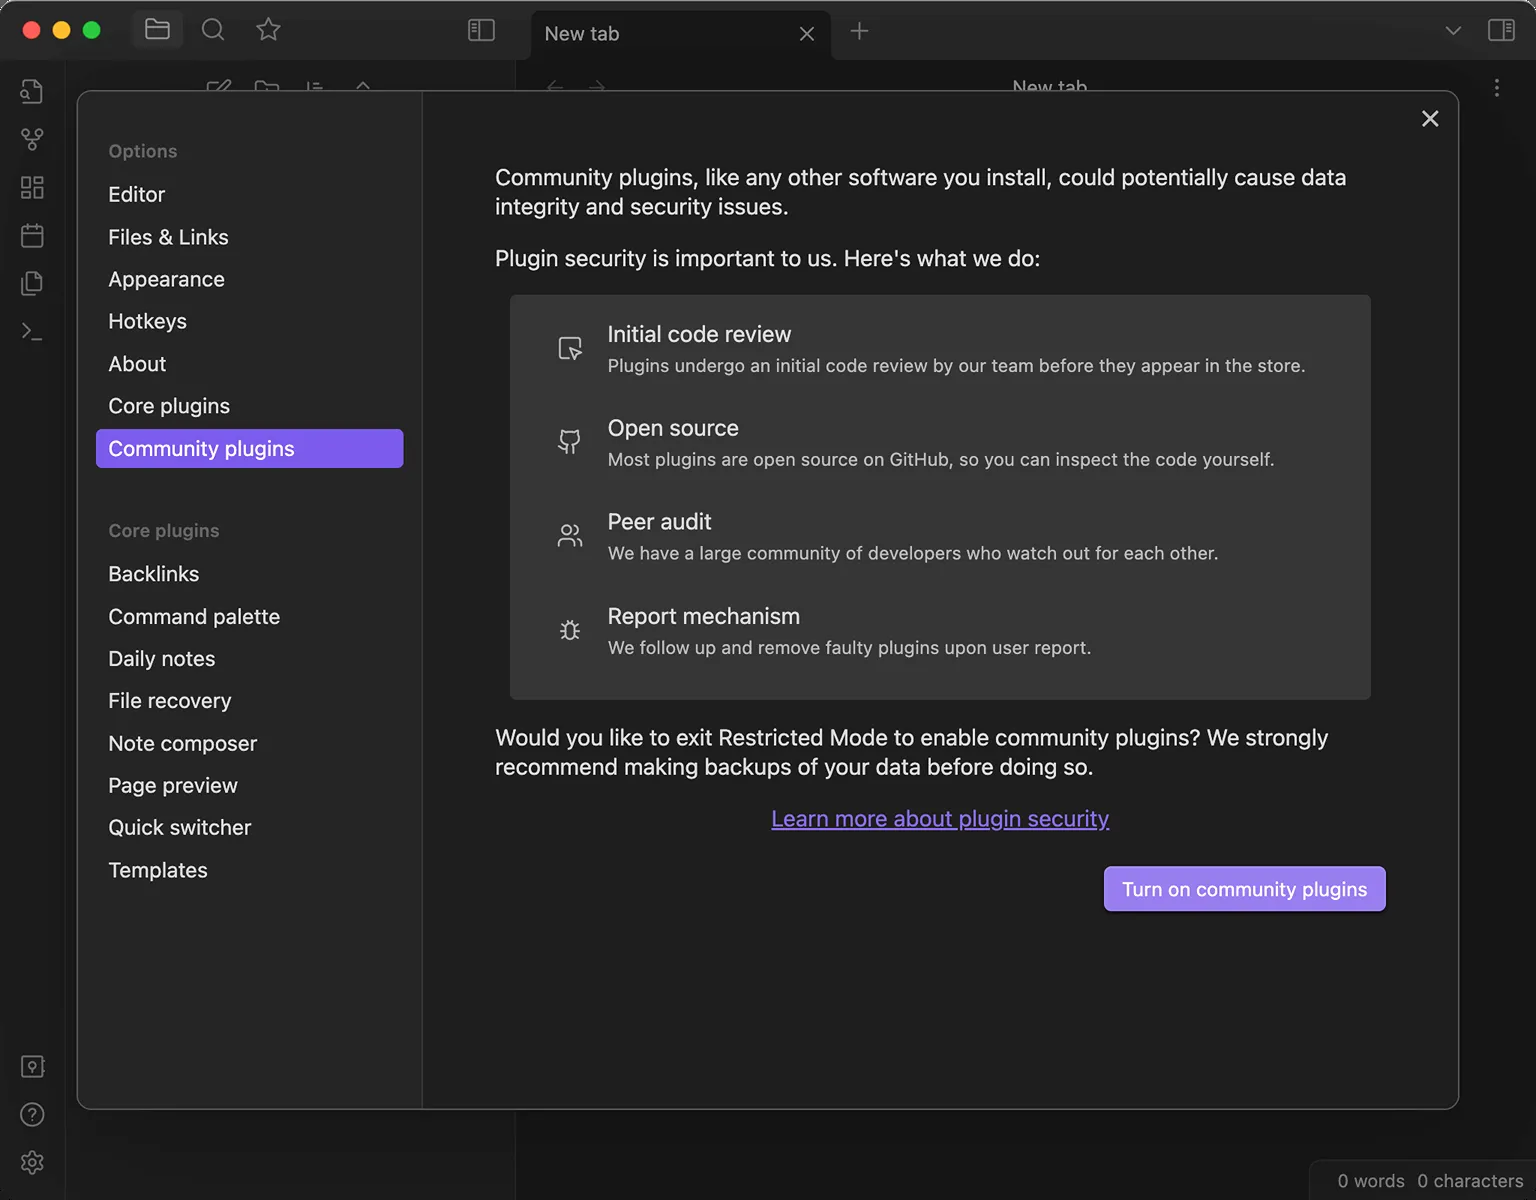 New tab
New tab
Options
Editor
Files & Links
Appearance
Hotkeys
About
Core plugins
Community plugins
Core plugins
Backlinks
Command palette
Daily notes
File recovery
Note composer
Page preview
Quick switcher
Templates
Community plugins, like any other software you install, could potentially cause data
integrity and security issues.
Plugin security is important to us. Here's what we do:
Initial code review
Plugins undergo an initial code review by our team before they appear in the store.
Open source
Most plugins are open source on GitHub, so you can inspect the code yourself.
Peer audit
We have a large community of developers who watch out for each other.
Report mechanism
We follow up and remove faulty plugins upon user report.
Would you like to exit Restricted Mode to enable community plugins? We strongly
recommend making backups of your data before doing so.
Learn more about plugin security
Turn on community plugins
0 words 0 characters